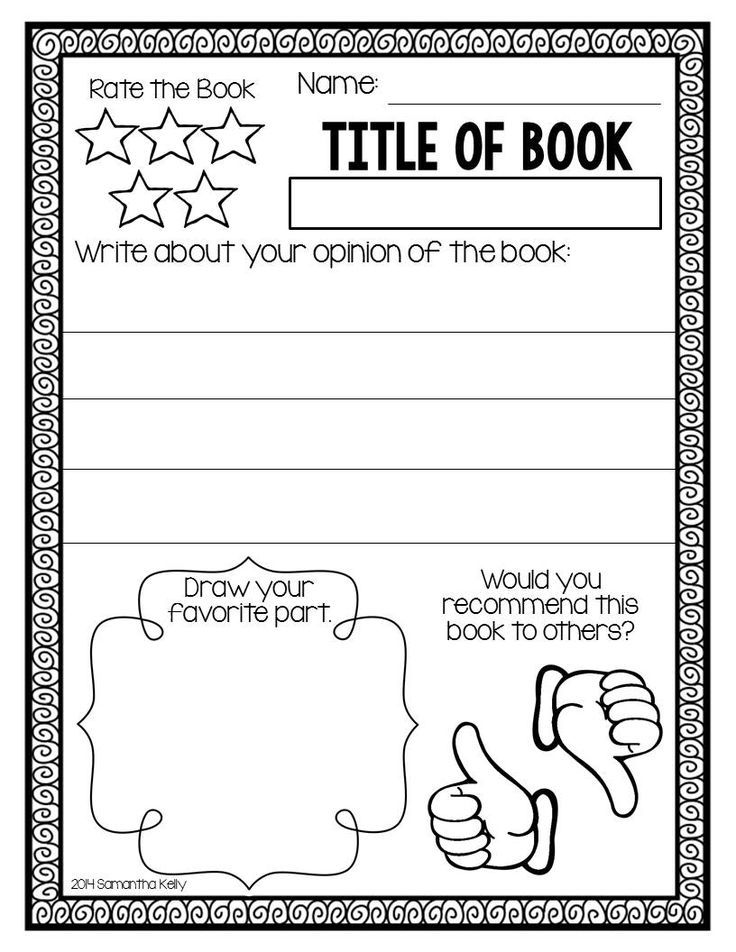 Rate the Book
Name:
TITLE OF BOOK
Write about your opinion of the book:
Draw your
favorite part.
Would you
recommend this
book to others?
2014 Samantha Kelly